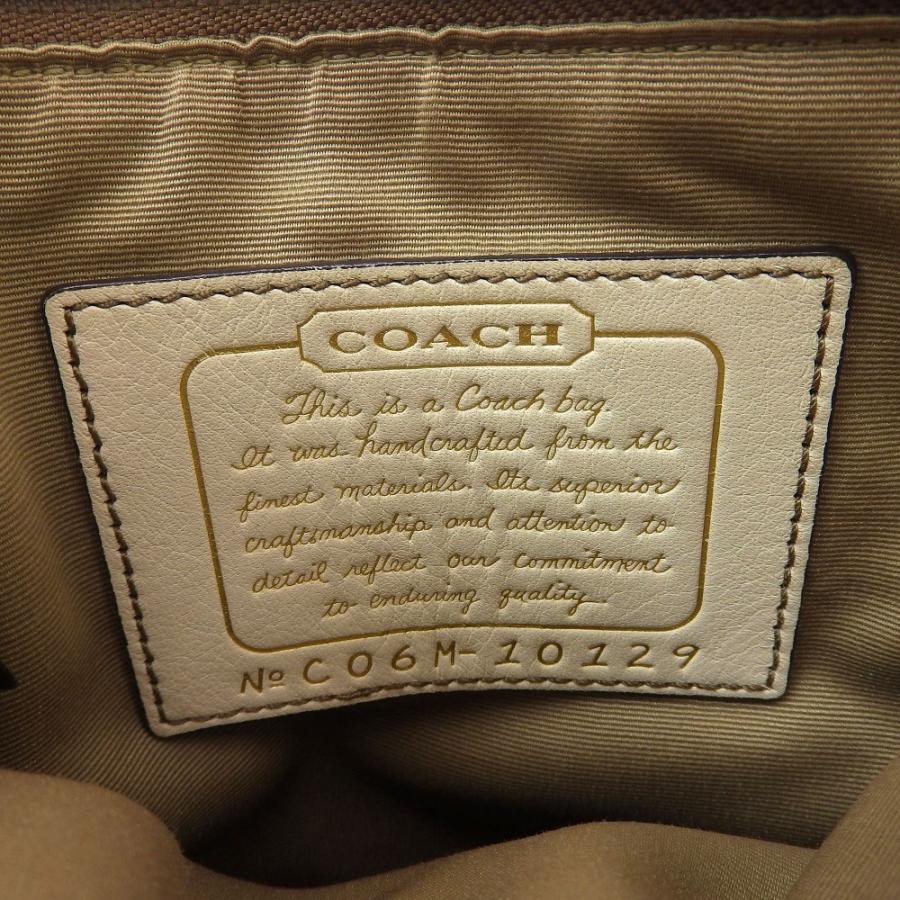 COACH
This is a Coach bag.
It was handcrafted from the
finest materials. Its superior
craftsmanship and attention to
detail reflect our commitment
to enduring quality.
Nº C06M-10129